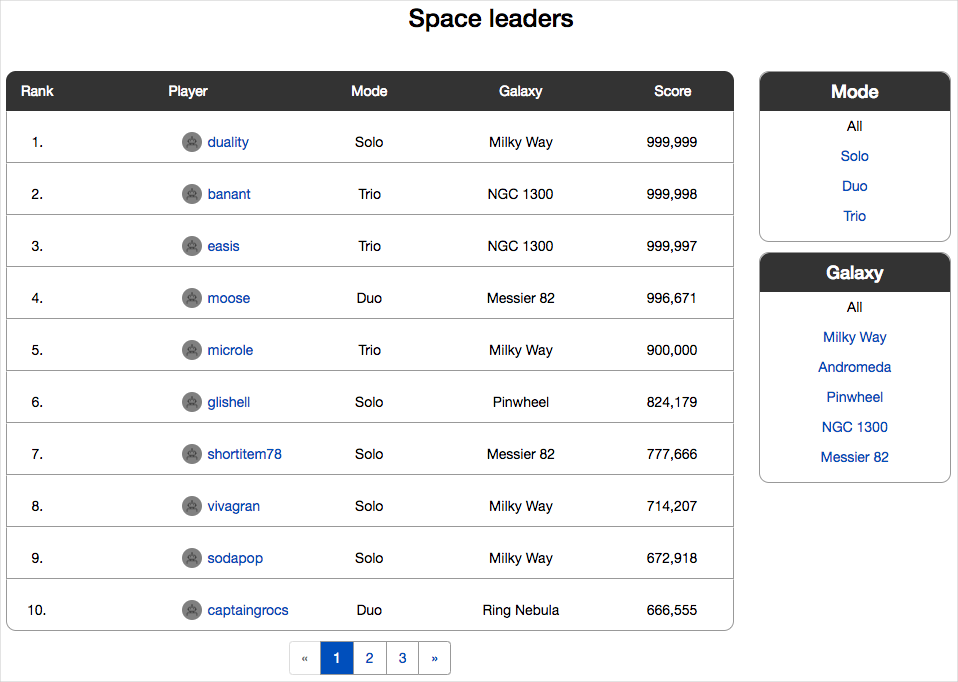 Space leaders
Rank Player Mode Galaxy Score
1. duality Solo Milky Way 999,999
2. banant Trio NGC 1300 999,998
3. easis Trio NGC 1300 999,997
4. moose Duo Messier 82 996,671
5. microle Trio Milky Way 900,000
6. glishell Solo Pinwheel 824,179
7. shortitem78 Solo Messier 82 777,666
8. vivagran Solo Milky Way 714,207
9. sodapop Solo Milky Way 672,918
10. captaingrocs Duo Ring Nebula 666,555
« 1 2 3 »
Mode
All
Solo
Duo
Trio
Galaxy
All
Milky Way
Andromeda
Pinwheel
NGC 1300
Messier 82